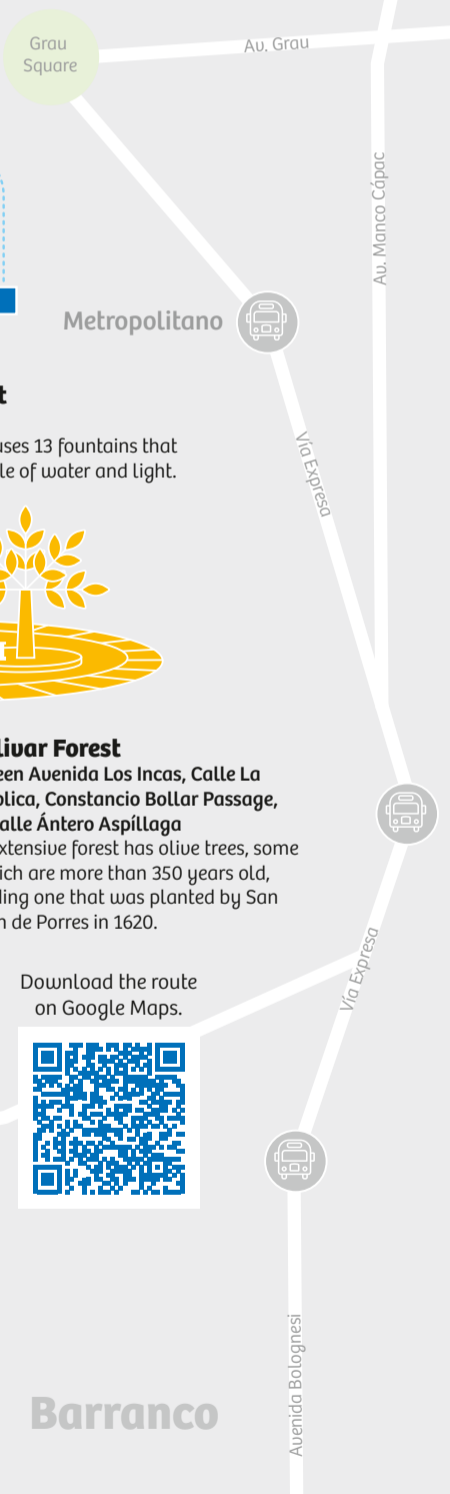 Grau
Square
Av. Grau
Av. Manco Cápac
Metropolitano
Vía Expresa
t
uses 13 fountains that
le of water and light.
livar Forest
een Avenida Los Incas, Calle La
olica, Constancio Bollar Passage,
alle Ántero Aspíllaga
xtensive forest has olive trees, some
ich are more than 350 years old,
ding one that was planted by San
n de Porres in 1620.
Vía Expresa
Download the route
on Google Maps.
Avenida Bolognesi
Barranco